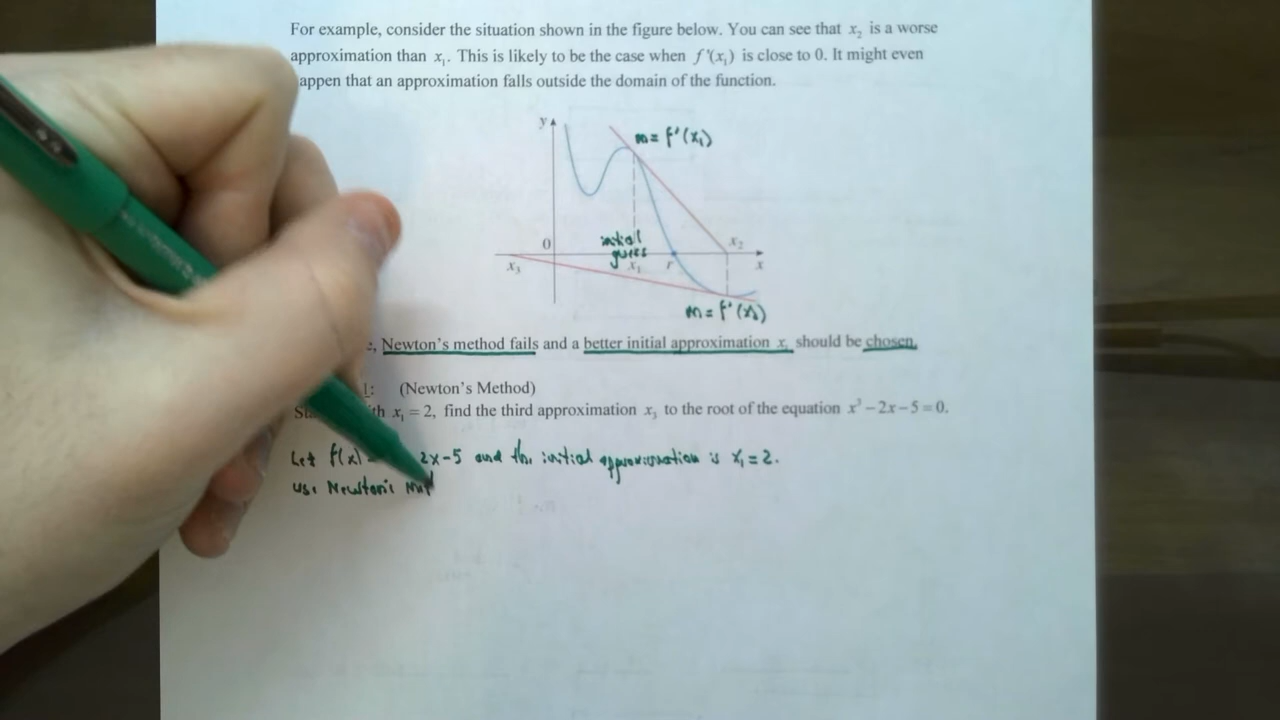 For example, consider the situation shown in the figure below. You can see that x₂ is a worse
approximation than x₁. This is likely to be the case when f'(x₁) is close to 0. It might even
appen that an approximation falls outside the domain of the function.
y
m = f'(x₁)
initial
guess
0
x₂
x₃
x₁
r
x
m = f'(x₂)
Newton's method fails and a better initial approximation x₁ should be chosen.
1: (Newton's Method)
x₁ = 2, find the third approximation x₃ to the root of the equation x³ − 2x − 5 = 0.
Let f(x) 2x-5 and the initial approximation is x₁ = 2.
Use Newton's